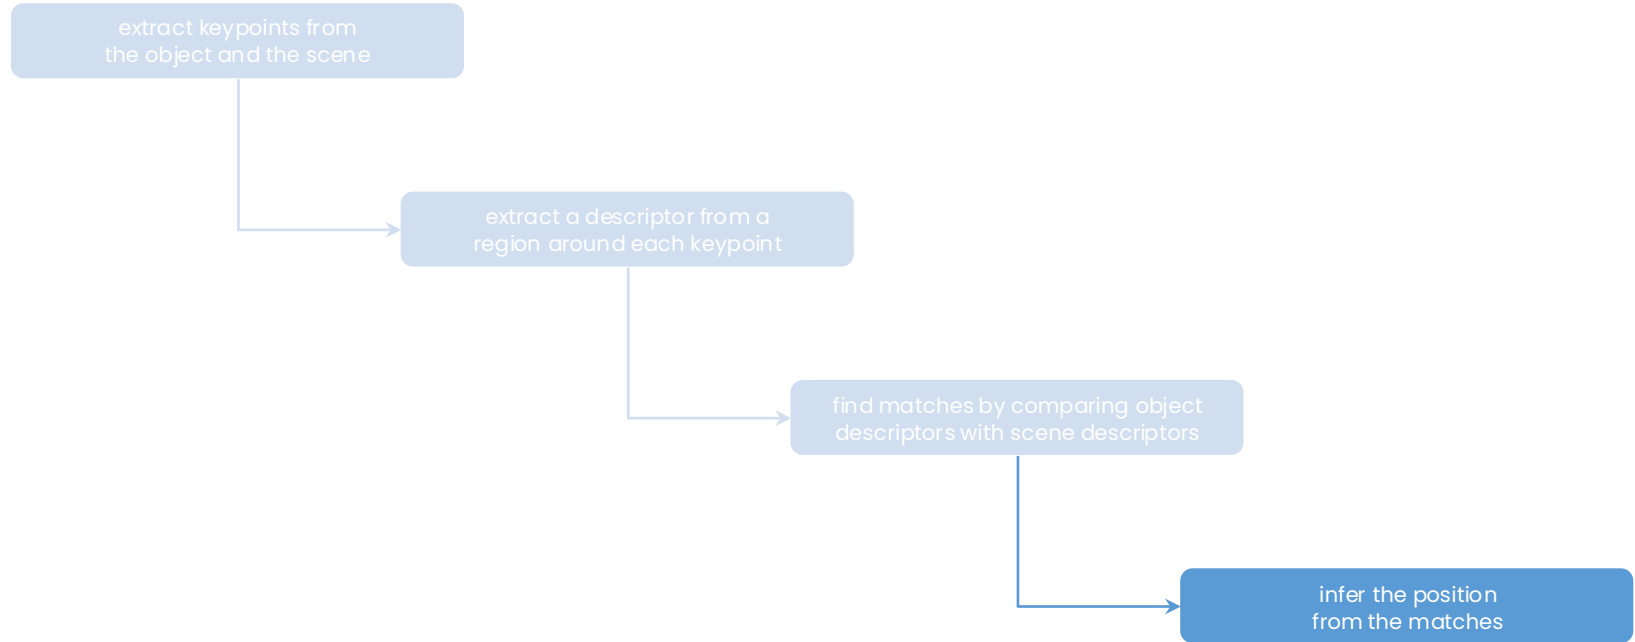 extract keypoints from
the object and the scene
extract a descriptor from a
region around each keypoint
find matches by comparing object
descriptors with scene descriptors
infer the position
from the matches